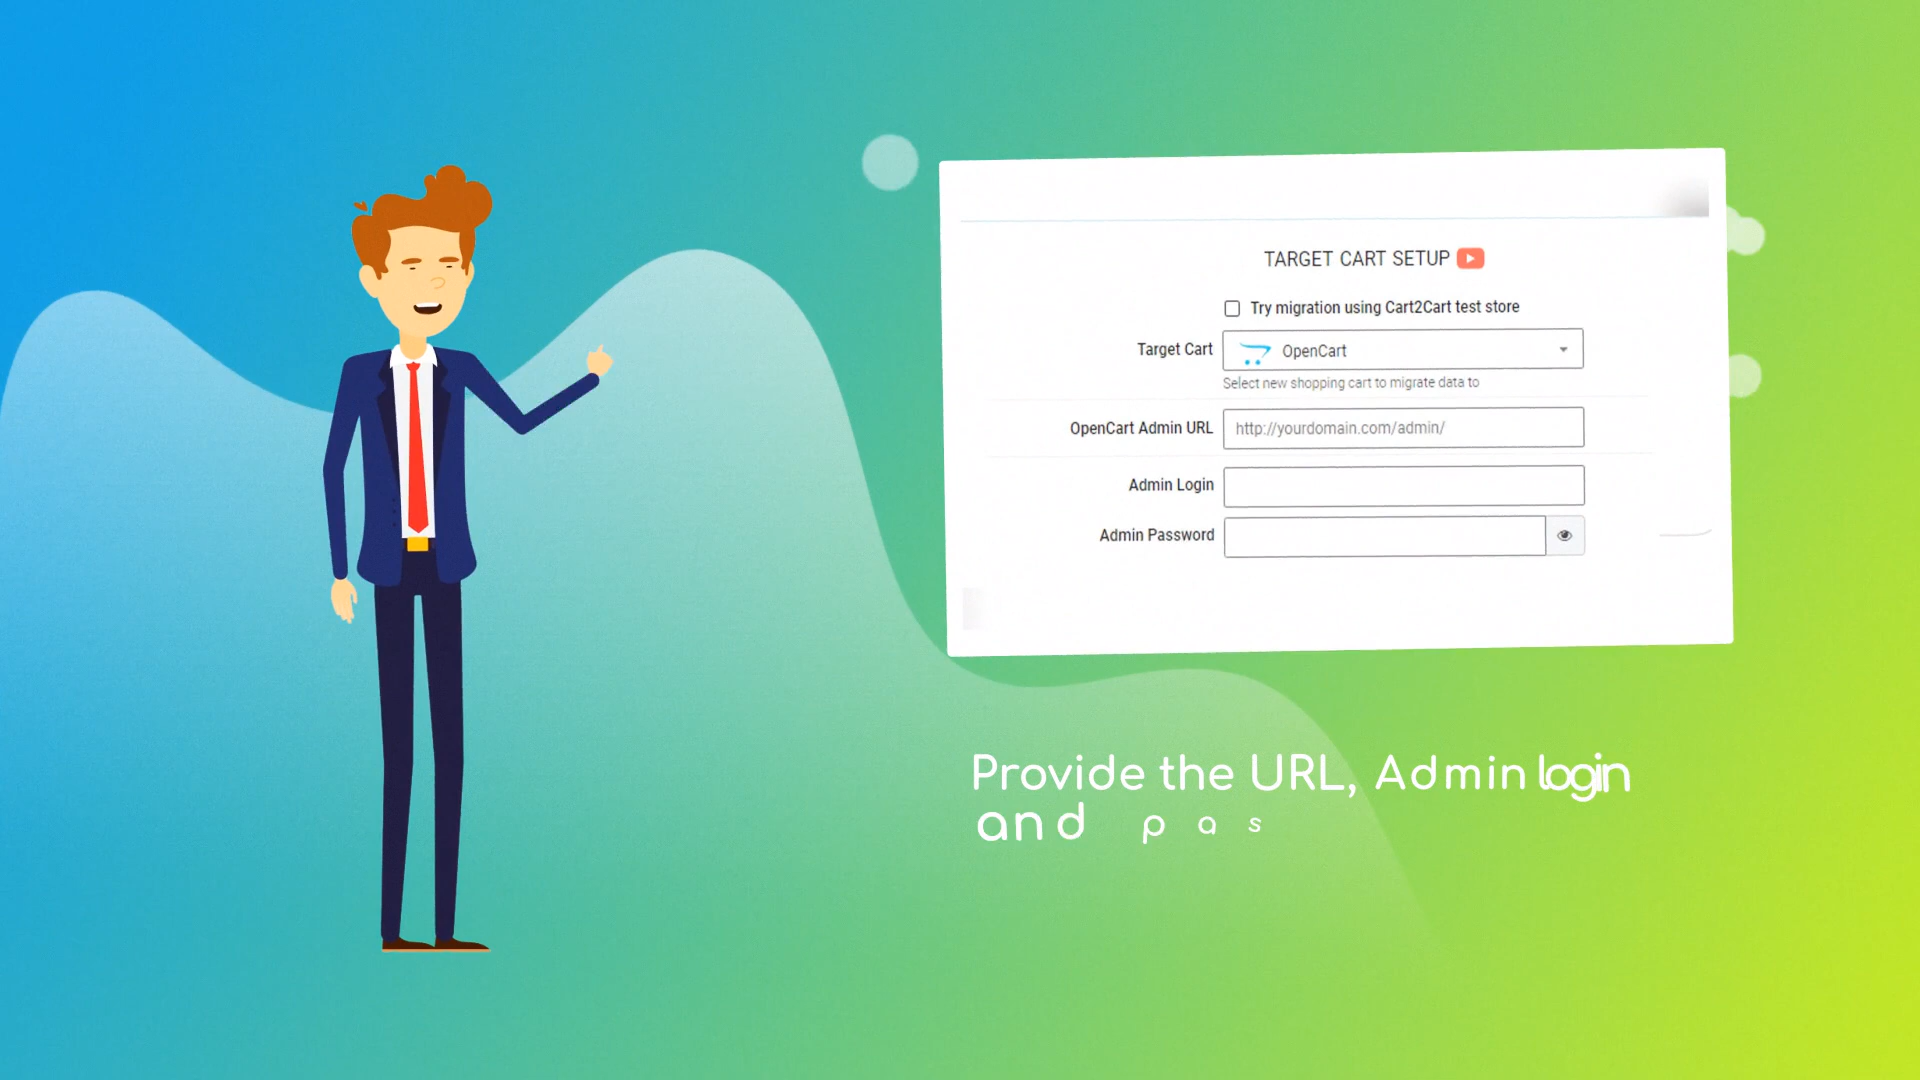 TARGET CART SETUP
Try migration using Cart2Cart test store
Target Cart OpenCart
Select new shopping cart to migrate data to
OpenCart Admin URL http://yourdomain.com/admin/
Admin Login
Admin Password
Provide the URL, Admin login
and pas